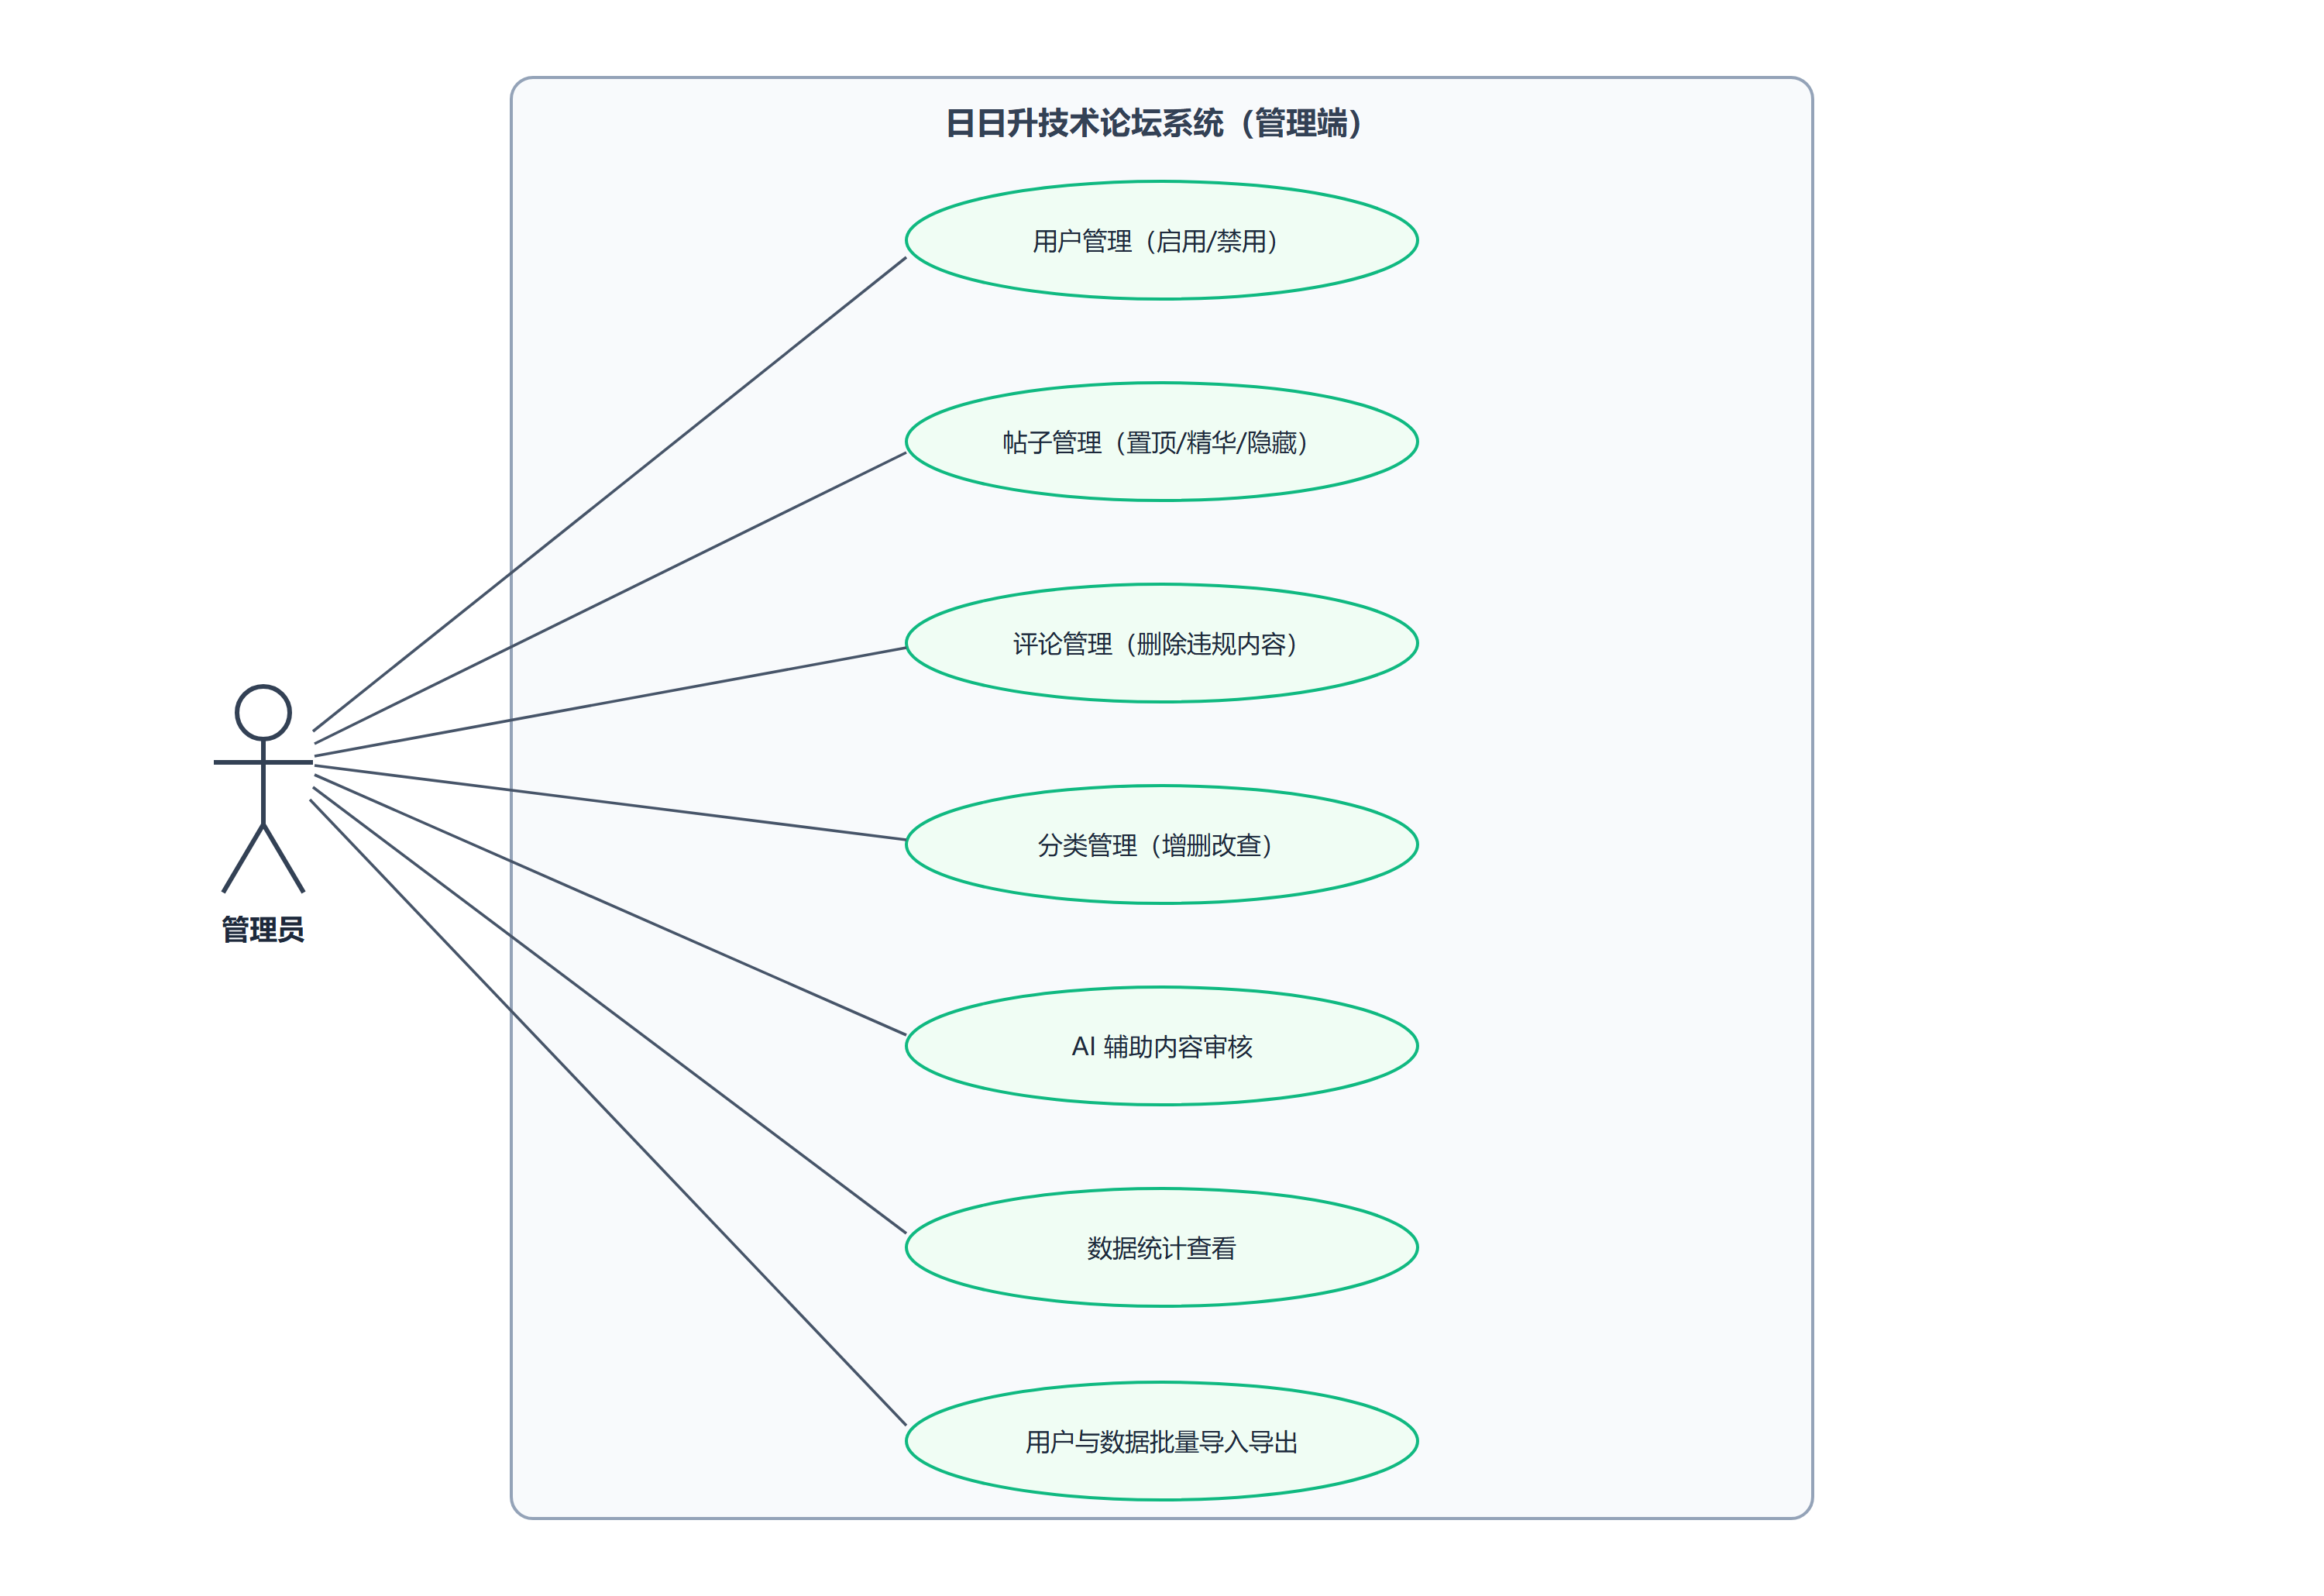 日日升技术论坛系统（管理端）
用户管理（启用/禁用）
帖子管理（置顶/精华/隐藏）
评论管理（删除违规内容）
分类管理（增删改查）
管理员
AI 辅助内容审核
数据统计查看
用户与数据批量导入导出